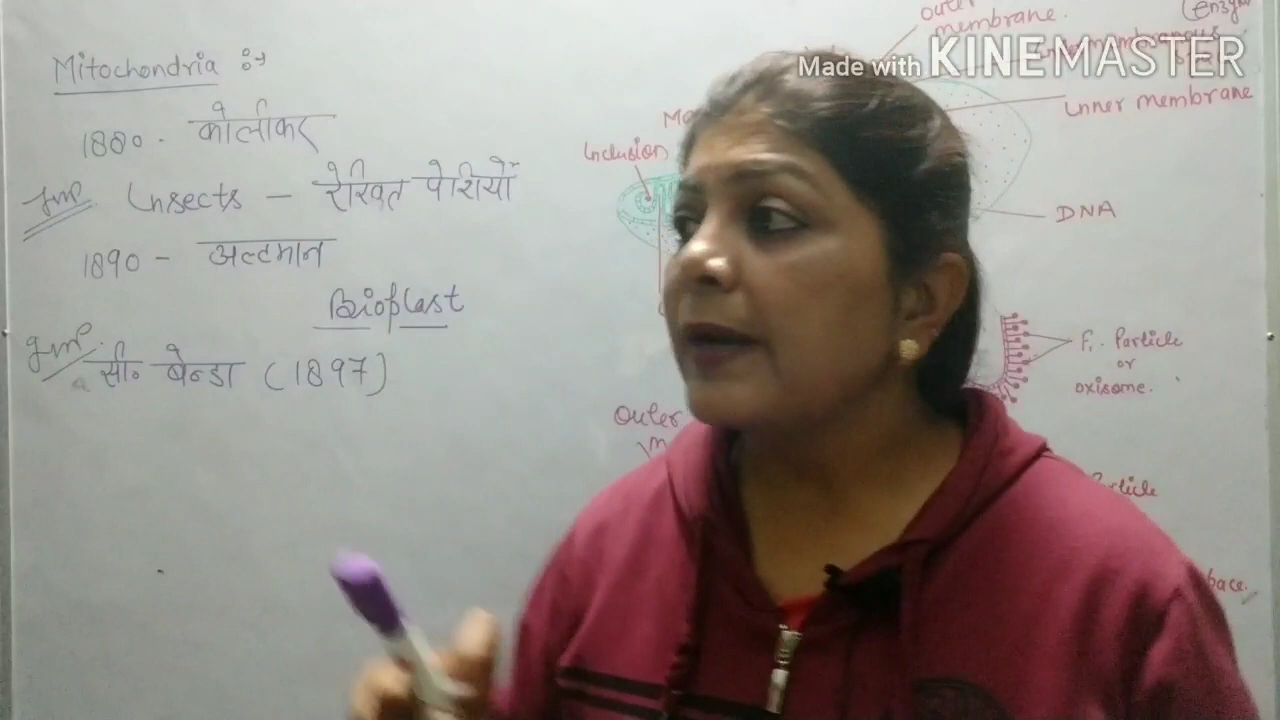 Mitochondria :-
1880 - कोलीकर
Imp. Insects - रेखित पेशियों
1890 - अल्टमान
Bioplast
Imp. सी० बेन्डा (1897)
outer
membrane.
Inner membrane
Inclusion
DNA
F1 Particle
or
oxisome.
Outer
Made with KINEMASTER